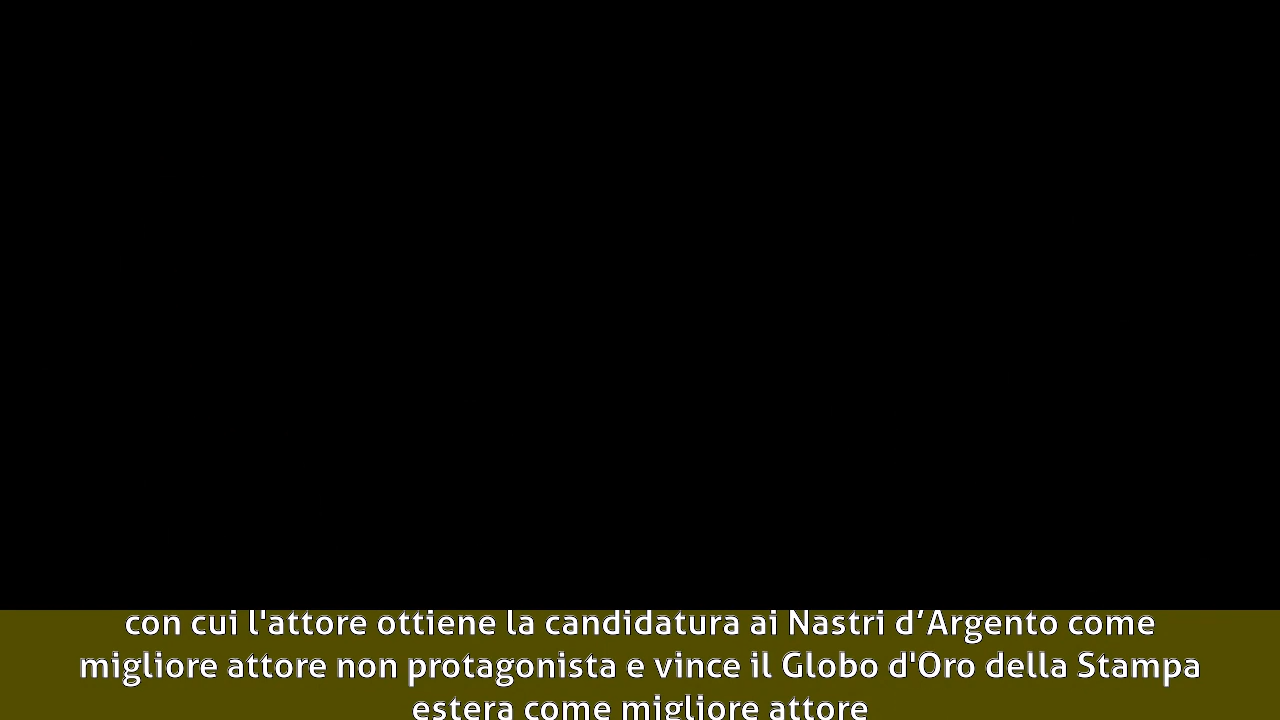 con cui l'attore ottiene la candidatura ai Nastri d’Argento come
migliore attore non protagonista e vince il Globo d'Oro della Stampa
estera come migliore attore